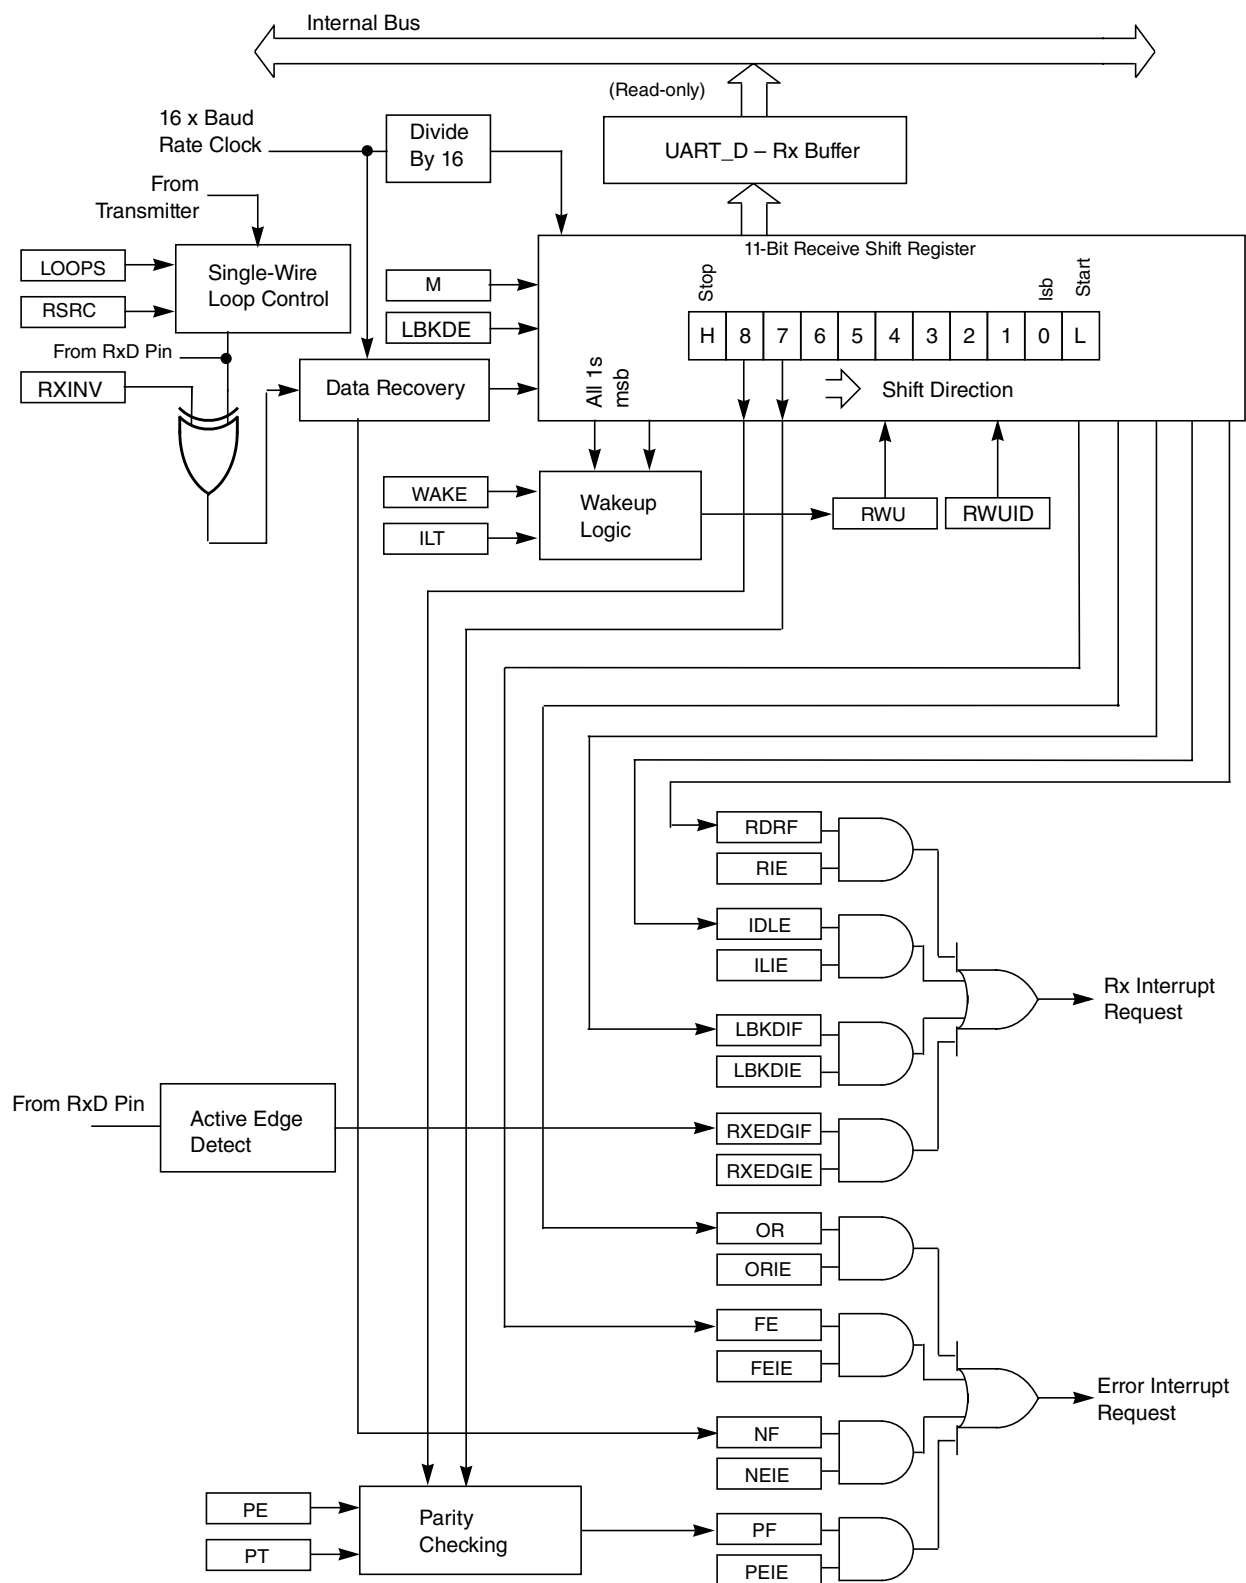 Internal Bus
(Read-only)
16 x Baud
Rate Clock
Divide
By 16
UART_D – Rx Buffer
From
Transmitter
11-Bit Receive Shift Register
LOOPS
RSRC
Single-Wire
Loop Control
M
LBKDE
Stop
lsb
Start
H 8 7 6 5 4 3 2 1 0 L
From RxD Pin
RXINV
Data Recovery
All 1s
msb
Shift Direction
WAKE
ILT
Wakeup
Logic
RWU
RWUID
RDRF
RIE
IDLE
ILIE
Rx Interrupt
Request
LBKDIF
LBKDIE
From RxD Pin
Active Edge
Detect
RXEDGIF
RXEDGIE
OR
ORIE
FE
FEIE
Error Interrupt
Request
NF
NEIE
PE
PT
Parity
Checking
PF
PEIE